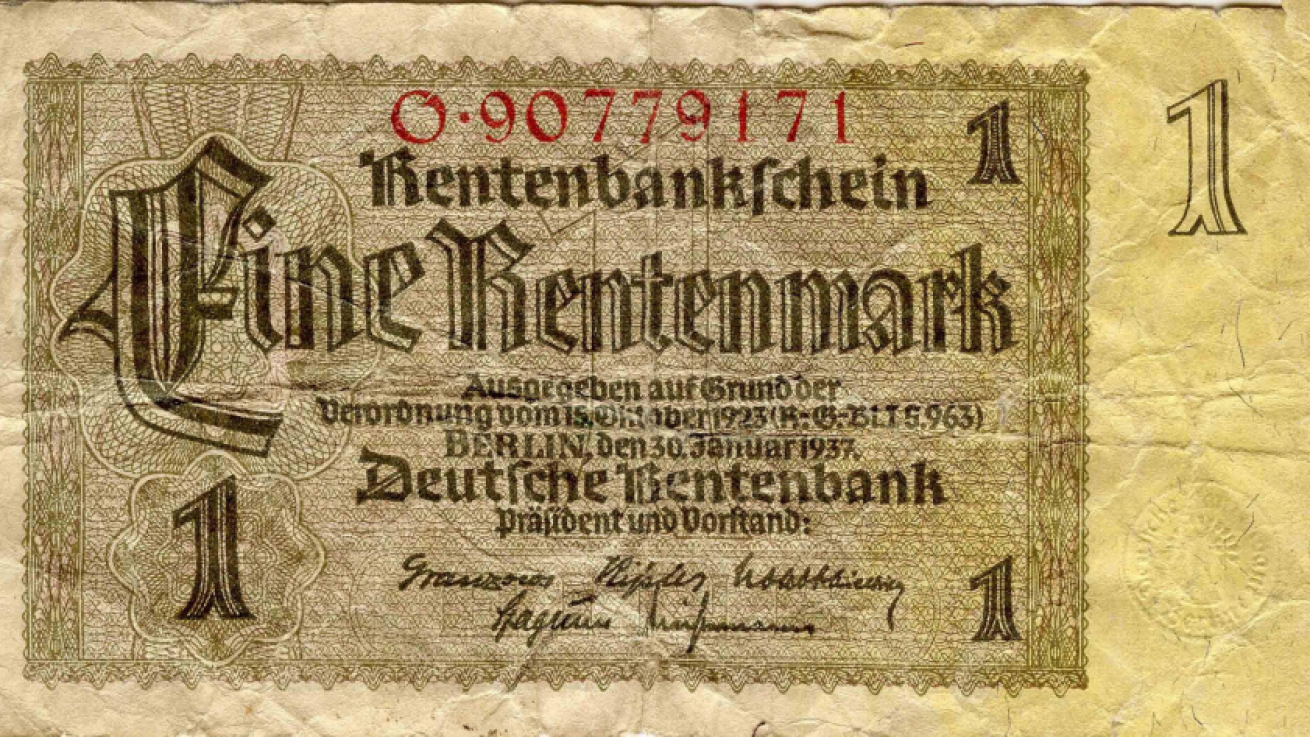 O·90779171
1
1
Rentenbankschein
Eine Rentenmark
Ausgegeben auf Grund der
Verordnung vom 15. Oktober 1923 (R.-G.-Bl. I S. 963)
BERLIN, den 30. Januar 1937.
Deutsche Rentenbank
Präsident und Vorstand:
1
1